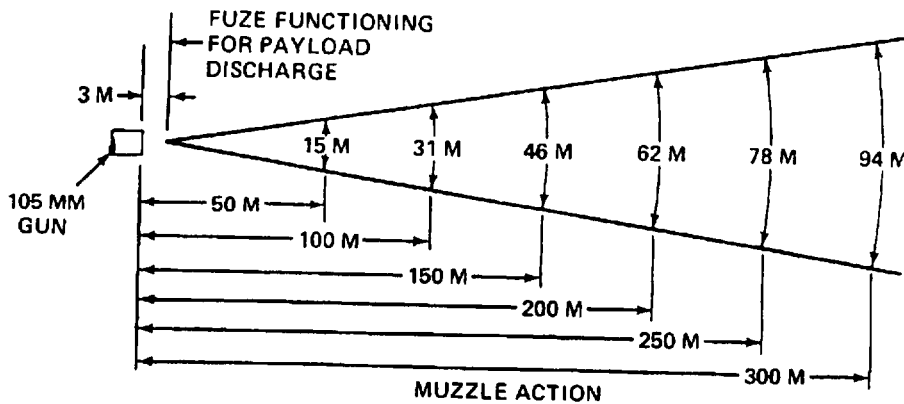 FUZE FUNCTIONING
FOR PAYLOAD
DISCHARGE
3 M
105 MM
GUN
15 M
31 M
46 M
62 M
78 M
94 M
50 M
100 M
150 M
200 M
250 M
300 M
MUZZLE ACTION